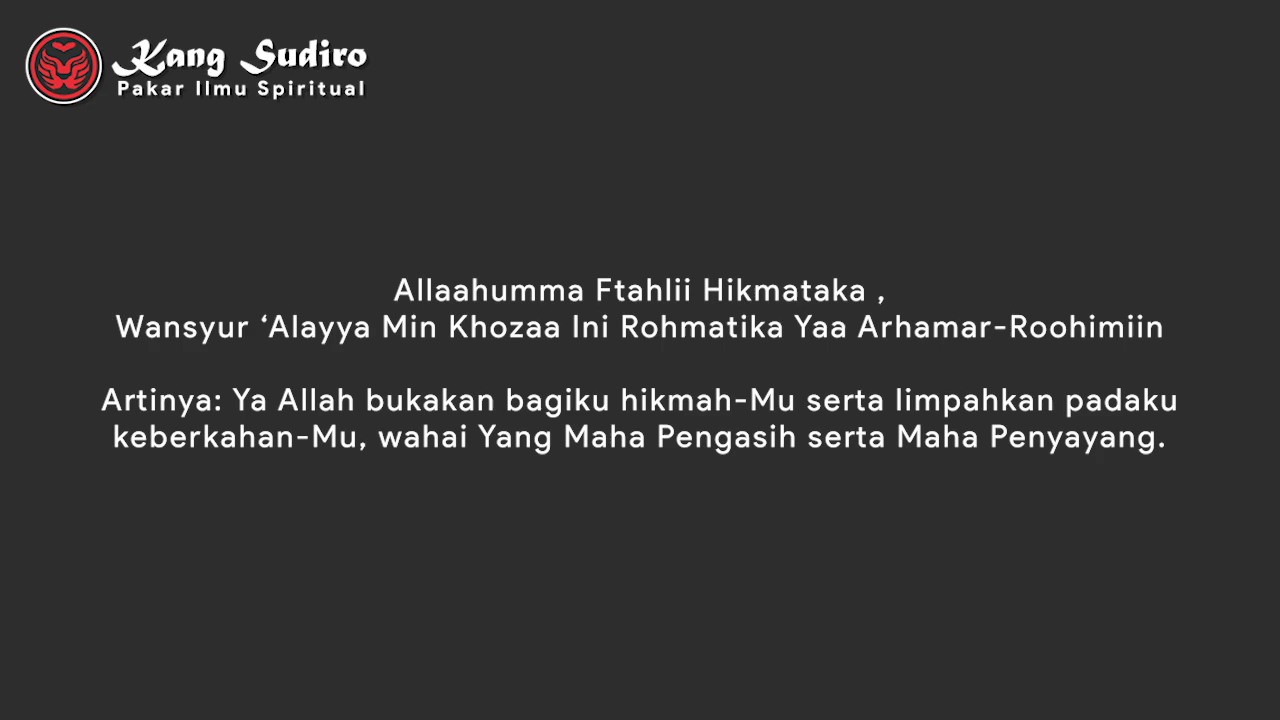 Kang Sudiro
Pakar Ilmu Spiritual
Allaahumma Ftahlii Hikmataka ,
Wansyur ‘Alayya Min Khozaa Ini Rohmatika Yaa Arhamar-Roohimiin
Artinya: Ya Allah bukakan bagiku hikmah-Mu serta limpahkan padaku
keberkahan-Mu, wahai Yang Maha Pengasih serta Maha Penyayang.